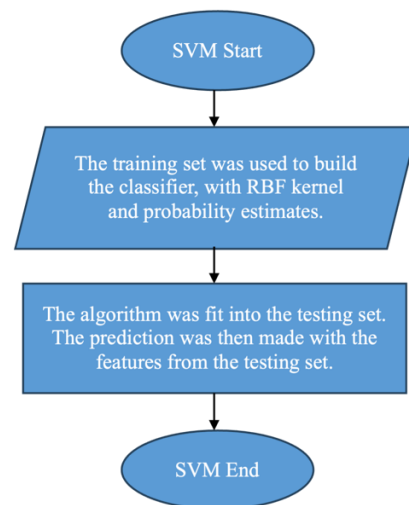 SVM Start
The training set was used to build
the classifier, with RBF kernel
and probability estimates.
The algorithm was fit into the testing set.
The prediction was then made with the
features from the testing set.
SVM End